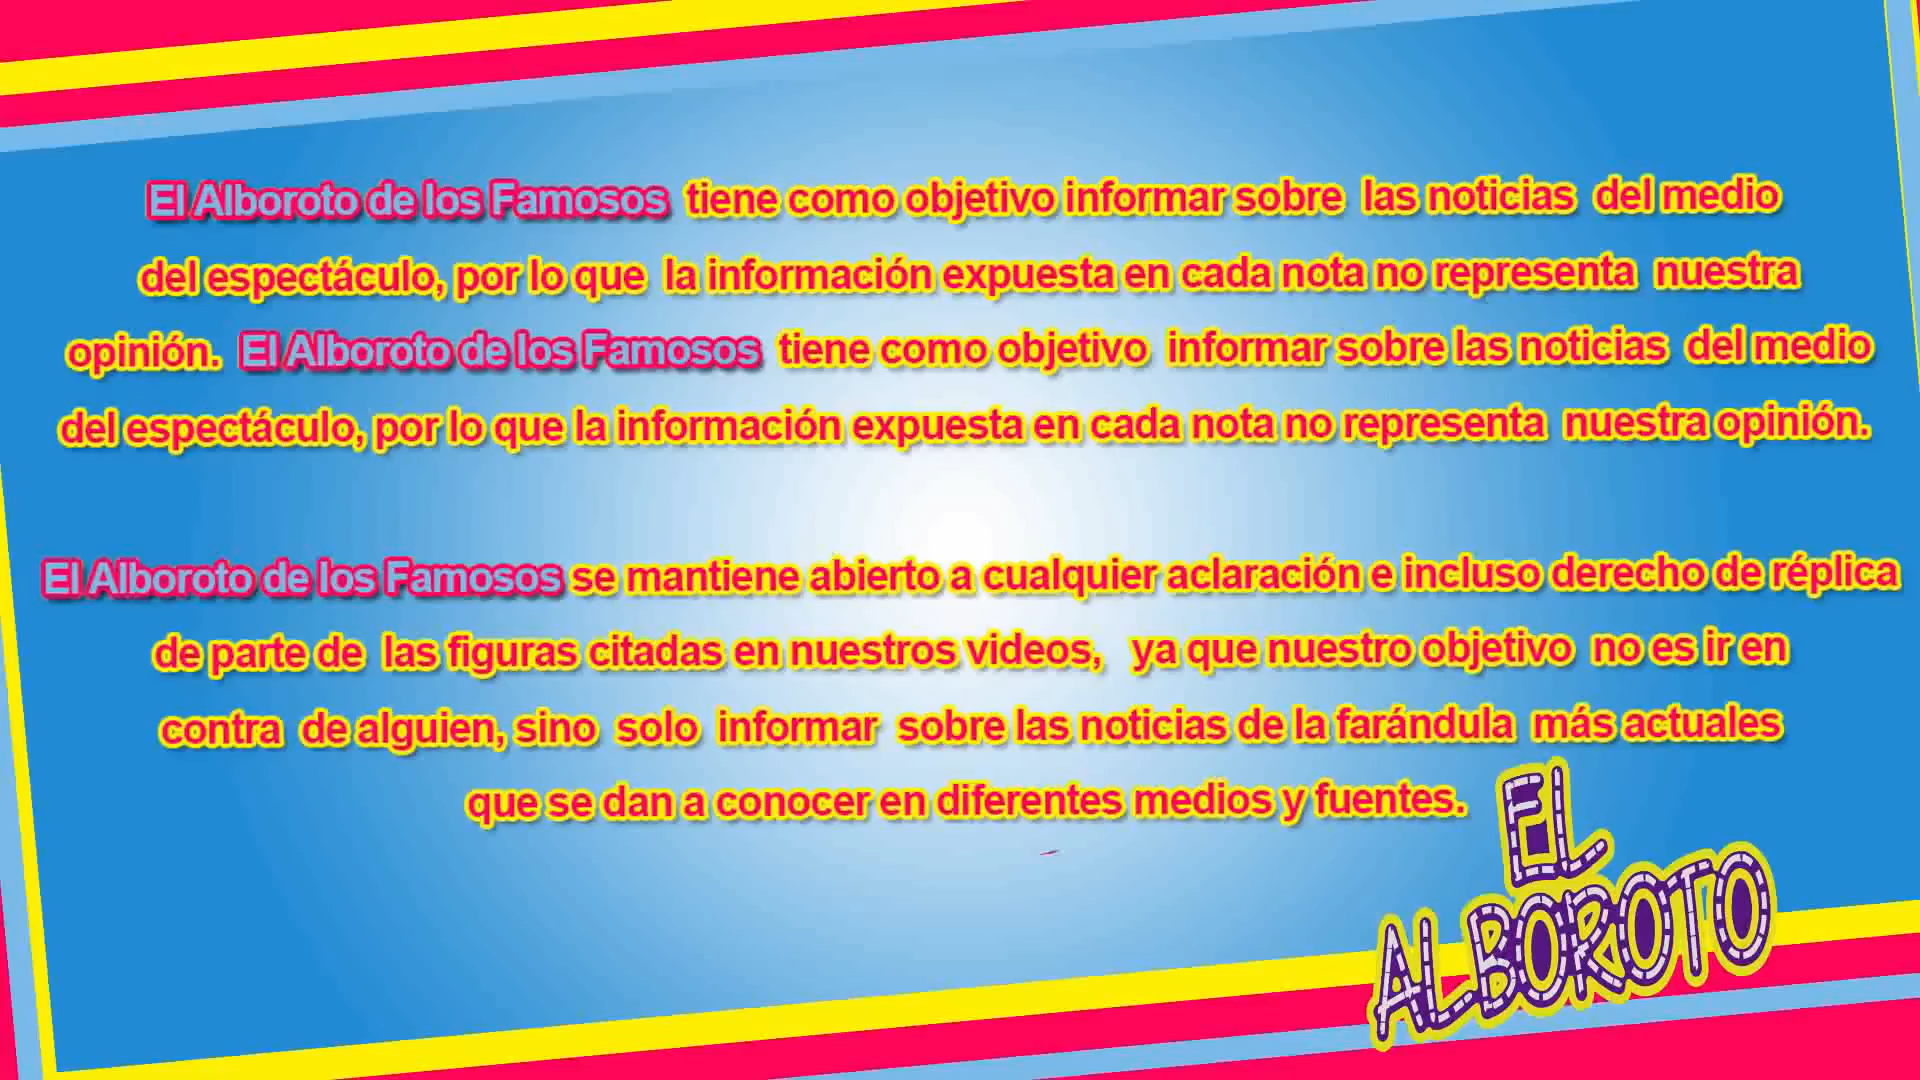 El Alboroto de los Famosos tiene como objetivo informar sobre las noticias del medio
del espectáculo, por lo que la información expuesta en cada nota no representa nuestra
opinión. El Alboroto de los Famosos tiene como objetivo informar sobre las noticias del medio
del espectáculo, por lo que la información expuesta en cada nota no representa nuestra opinión.
El Alboroto de los Famosos se mantiene abierto a cualquier aclaración e incluso derecho de réplica
de parte de las figuras citadas en nuestros videos, ya que nuestro objetivo no es ir en
contra de alguien, sino solo informar sobre las noticias de la farándula más actuales
que se dan a conocer en diferentes medios y fuentes.
EL
ALBOROTO